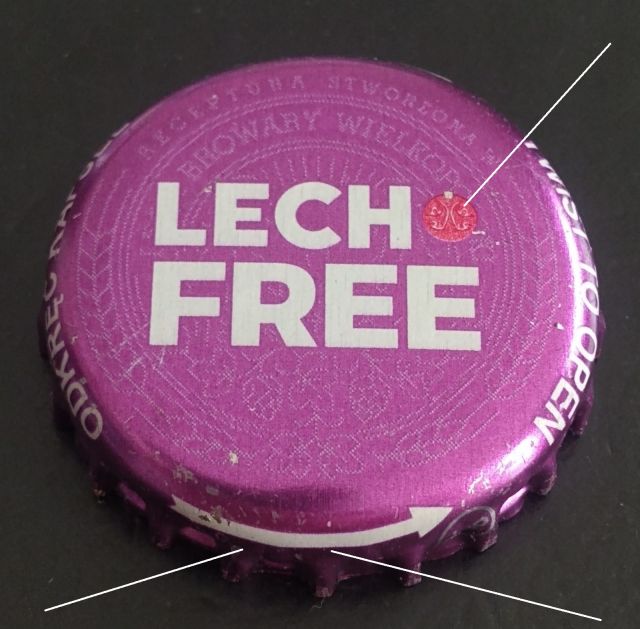 RECEPTURA STWORZONA
BROWARY WIELKOP
LECH
FREE
ODKRĘĆ
TWIST TO OPEN